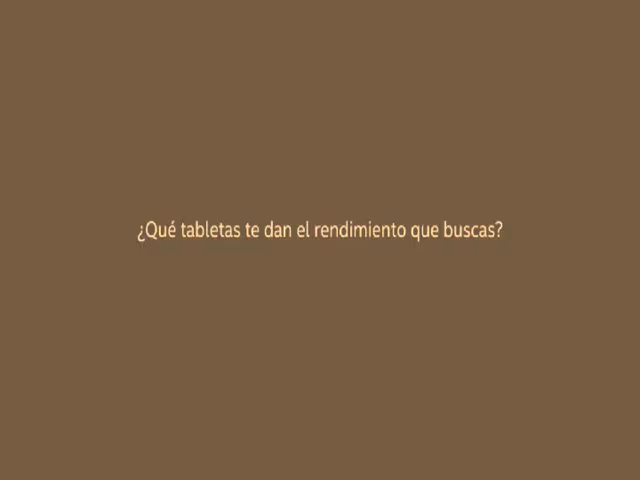 ¿Qué tabletas te dan el rendimiento que buscas?